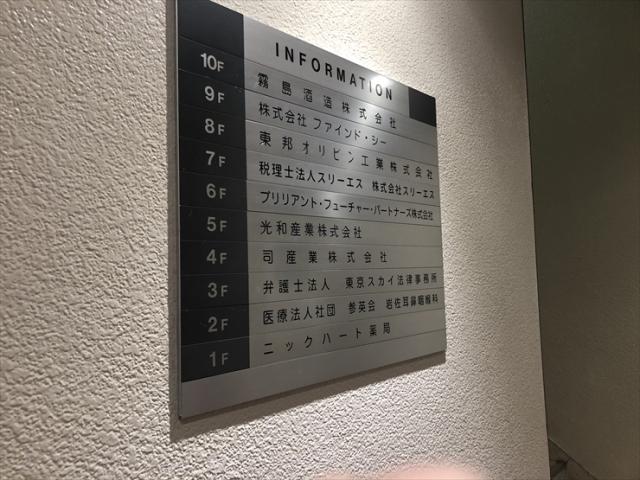 INFORMATION
10F 霧島酒造株式会社
9F 株式会社 ファインド・シー
8F 東邦オリビン工業株式会社
7F 税理士法人スリーエス 株式会社スリーエス
6F ブリリアント・フューチャー・パートナーズ株式会社
5F 光和産業株式会社
4F 司産業株式会社
3F 弁護士法人 東京スカイ法律事務所
2F 医療法人社団 参英会 岩佐耳鼻咽喉科
1F ニックハート薬局